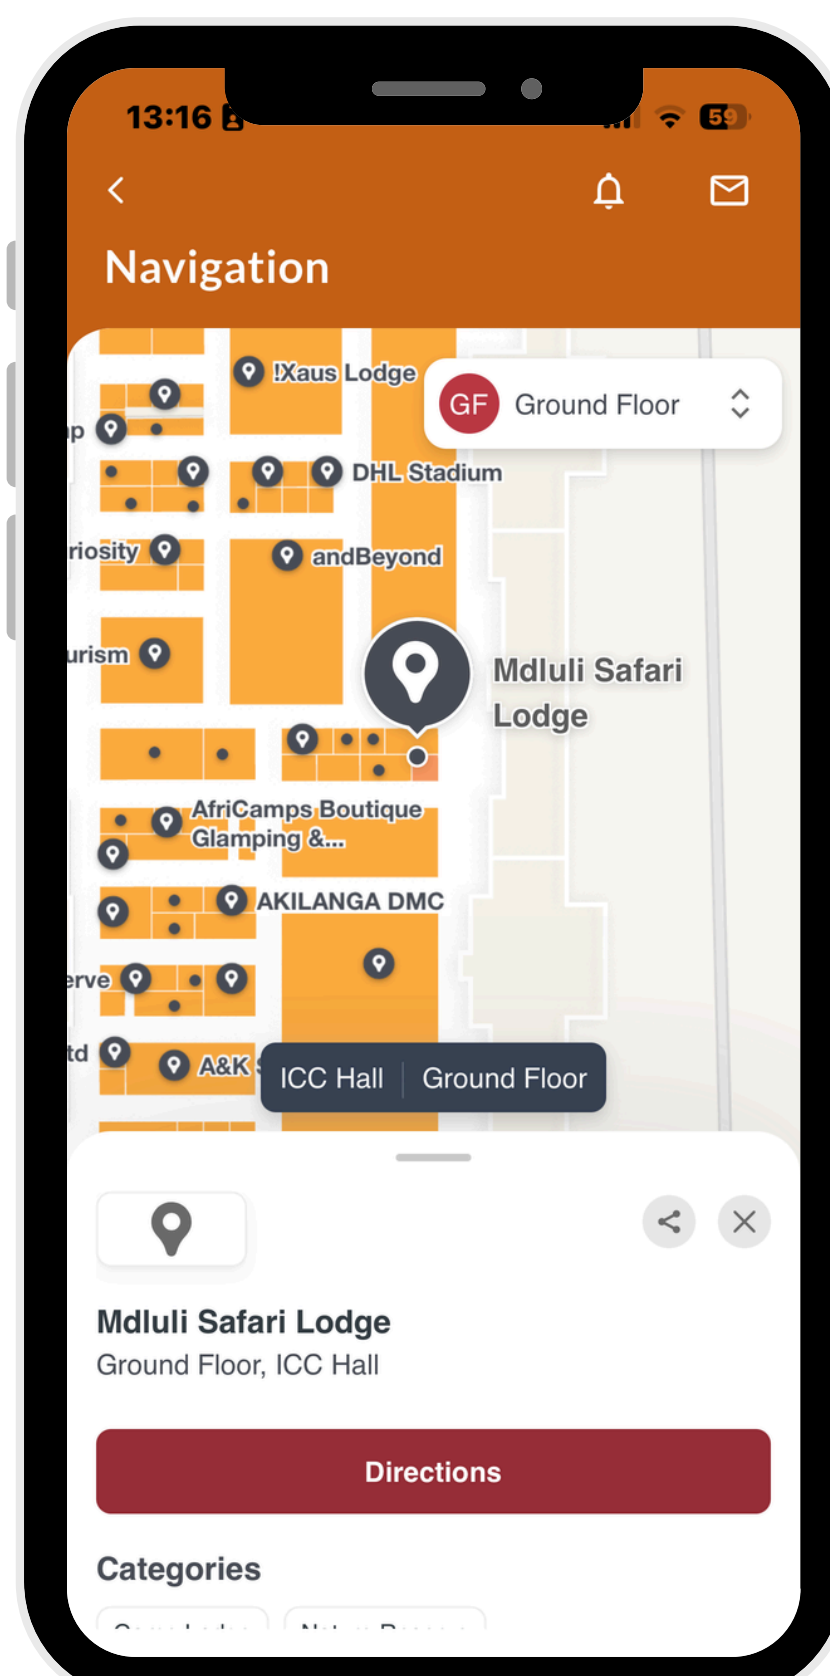 13:16
59
Navigation
!Xaus Lodge
GF Ground Floor
p
DHL Stadium
riosity
andBeyond
urism
Mdluli Safari
Lodge
AfriCamps Boutique
Glamping &...
AKILANGA DMC
erve
td
A&K
ICC Hall Ground Floor
Mdluli Safari Lodge
Ground Floor, ICC Hall
Directions
Categories